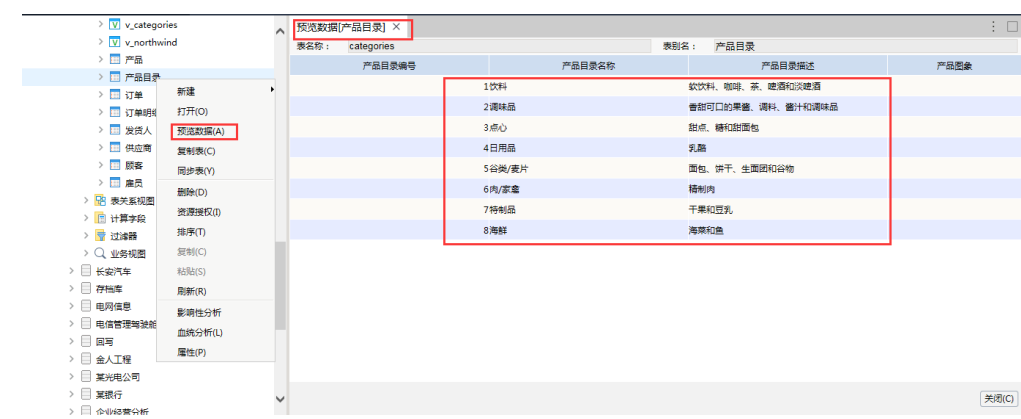 v_categories
v_northwind
产品
产品目录
订单
订单明细
发货人
供应商
顾客
雇员
表关系视图
计算字段
过滤器
业务视图
长安汽车
存档库
电网信息
电信管理驾驶舱
回写
金人工程
某光电公司
某银行
企业经营分析
新建
打开(O)
预览数据(A)
复制表(C)
同步表(Y)
删除(D)
资源授权(I)
排序(T)
复制(C)
粘贴(S)
刷新(R)
影响性分析
血统分析(L)
属性(P)
预览数据[产品目录] ×
表名称： categories 表别名： 产品目录
产品目录编号 产品目录名称 产品目录描述 产品图象
1 饮料 软饮料、咖啡、茶、啤酒和淡啤酒
2 调味品 香甜可口的果酱、调料、酱汁和调味品
3 点心 甜点、糖和甜面包
4 日用品 乳酪
5 谷类/麦片 面包、饼干、生面团和谷物
6 肉/家禽 精制肉
7 特制品 干果和豆乳
8 海鲜 海菜和鱼
关闭(C)